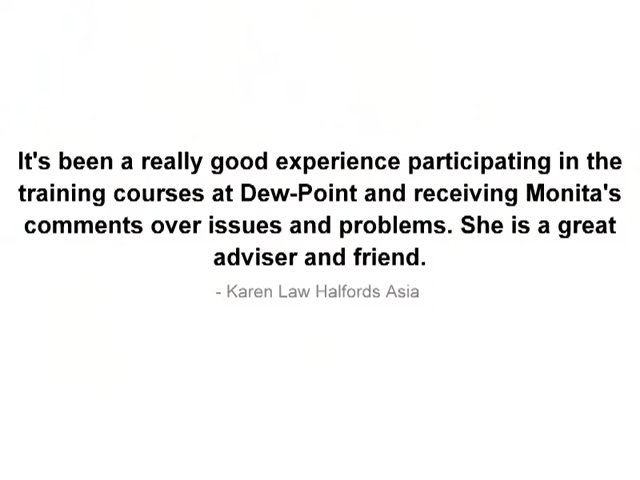 It's been a really good experience participating in the
training courses at Dew-Point and receiving Monita's
comments over issues and problems. She is a great
adviser and friend.
- Karen Law Halfords Asia